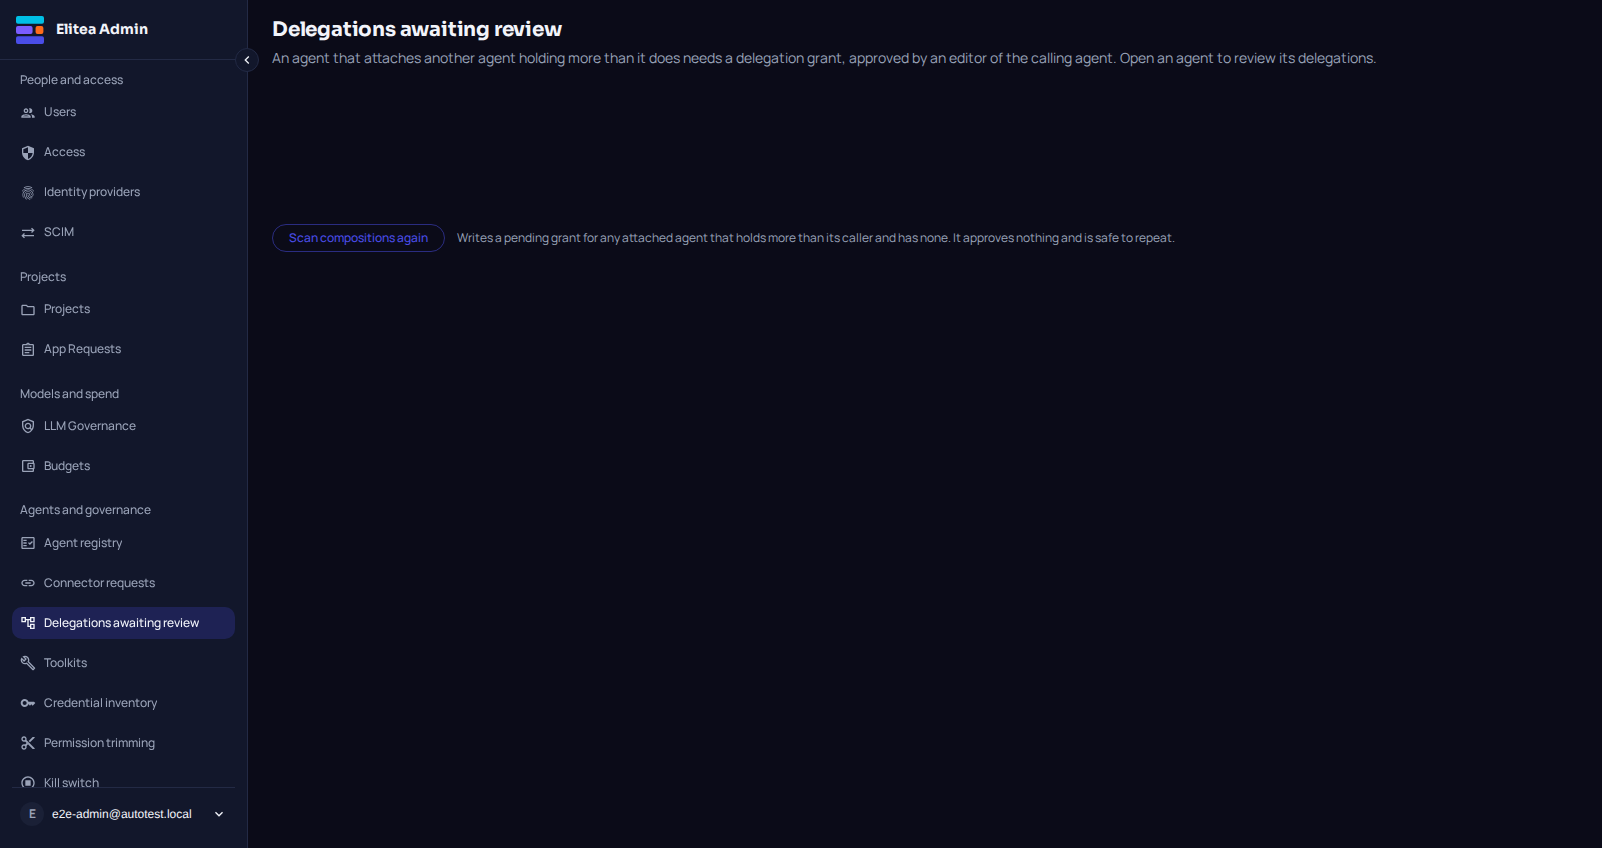 Elitea Admin
People and access
Users
Access
Identity providers
SCIM
Projects
Projects
App Requests
Models and spend
LLM Governance
Budgets
Agents and governance
Agent registry
Connector requests
Delegations awaiting review
Toolkits
Credential inventory
Permission trimming
Kill switch
E e2e-admin@autotest.local
Delegations awaiting review
An agent that attaches another agent holding more than it does needs a delegation grant, approved by an editor of the calling agent. Open an agent to review its delegations.
Scan compositions again Writes a pending grant for any attached agent that holds more than its caller and has none. It approves nothing and is safe to repeat.